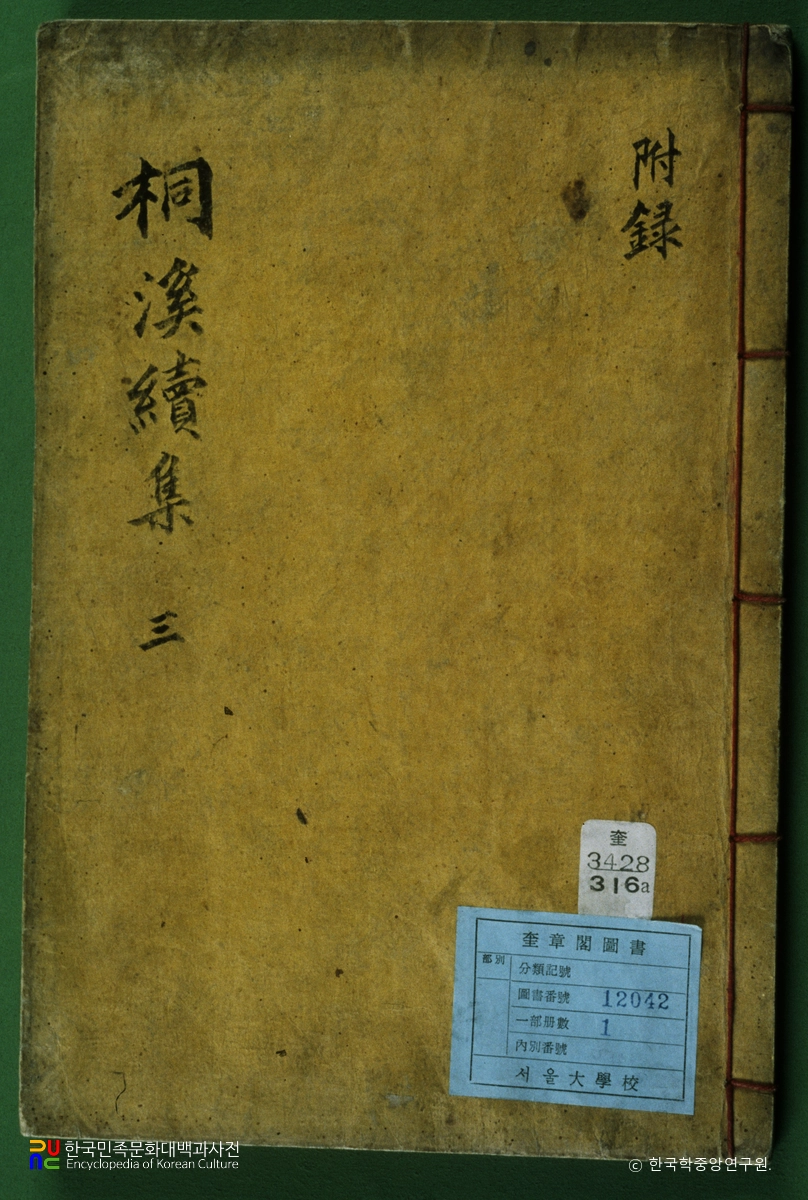 附録
桐溪續集 三
奎
3428
316a
奎章閣圖書
部別
分類記號
圖書番號 12042
一部冊數 1
內別番號
서울大學校
한국민족문화대백과사전
Encyclopedia of Korean Culture
© 한국학중앙연구원.